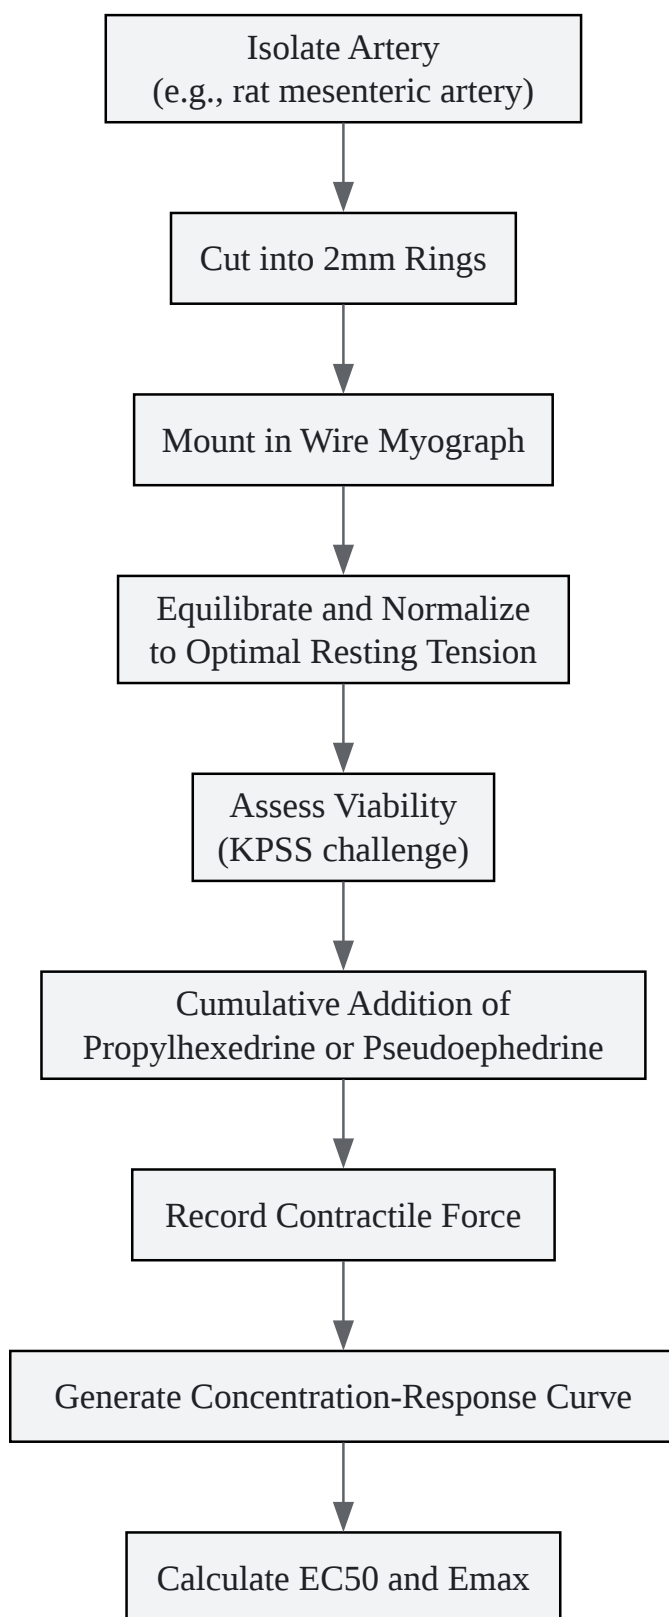 Isolate Artery
(e.g., rat mesenteric artery)
Cut into 2mm Rings
Mount in Wire Myograph
Equilibrate and Normalize
to Optimal Resting Tension
Assess Viability
(KPSS challenge)
Cumulative Addition of
Propylhexedrine or Pseudoephedrine
Record Contractile Force
Generate Concentration-Response Curve
Calculate EC50 and Emax